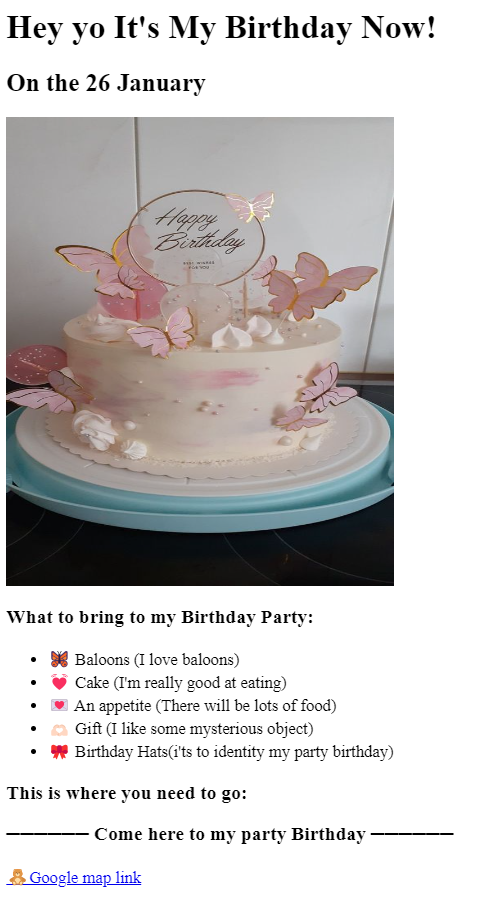 Hey yo It's My Birthday Now!
On the 26 January
Happy
Birthday
What to bring to my Birthday Party:
• 🦋 Baloons (I love baloons)
• 💓 Cake (I'm really good at eating)
• 💌 An appetite (There will be lots of food)
• 🫶🏻 Gift (I like some mysterious object)
• 🎀 Birthday Hats(i'ts to identity my party birthday)
This is where you need to go:
—————— Come here to my party Birthday ——————
🧸 Google map link